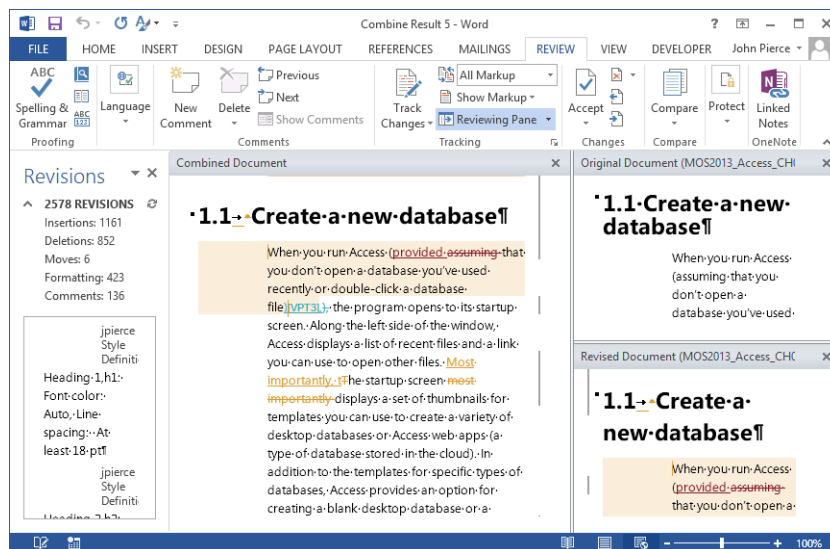 Combine Result 5 - Word
FILE HOME INSERT DESIGN PAGE LAYOUT REFERENCES MAILINGS REVIEW VIEW DEVELOPER John Pierce
ABC
Spelling &
Grammar
ABC
123
Proofing
Language
New
Comment
Delete
Previous
Next
Show Comments
Comments
Track
Changes
All Markup
Show Markup
Reviewing Pane
Tracking
Accept
Changes
Compare
Compare
Protect
Linked
Notes
OneNote
Revisions
2578 REVISIONS
Insertions: 1161
Deletions: 852
Moves: 6
Formatting: 423
Comments: 136
jpierce
Style
Definiti
Heading·1,h1:·
Font·color:·
Auto,·Line·
spacing:··At·
least·18·pt¶
jpierce
Style
Definiti
Heading·2,h2:·
Combined Document
1.1→·Create·a·new·database¶
When·you·run·Access·(provided·assuming·that·
you·don't·open·a·database·you've·used·
recently·or·double-click·a·database·
file)(VPT3L),·the·program·opens·to·its·startup·
screen.·Along·the·left·side·of·the·window,·
Access·displays·a·list·of·recent·files·and·a·link·
you·can·use·to·open·other·files.·Most·
importantly,·tThe·startup·screen·most·
importantly·displays·a·set·of·thumbnails·for·
templates·you·can·use·to·create·a·variety·of·
desktop·databases·or·Access·web·apps·(a·
type·of·database·stored·in·the·cloud).·In·
addition·to·the·templates·for·specific·types·of·
databases,·Access·provides·an·option·for·
creating·a·blank·desktop·database·or·a·
Original Document (MOS2013_Access_CH0
1.1·Create·a·new·
database¶
When·you·run·Access·
(assuming·that·you·
don't·open·a·
database·you've·used·
Revised Document (MOS2013_Access_CH0
1.1→·Create·a·
new·database¶
When·you·run·Access·
(provided·assuming·
that·you·don't·open·a·
100%